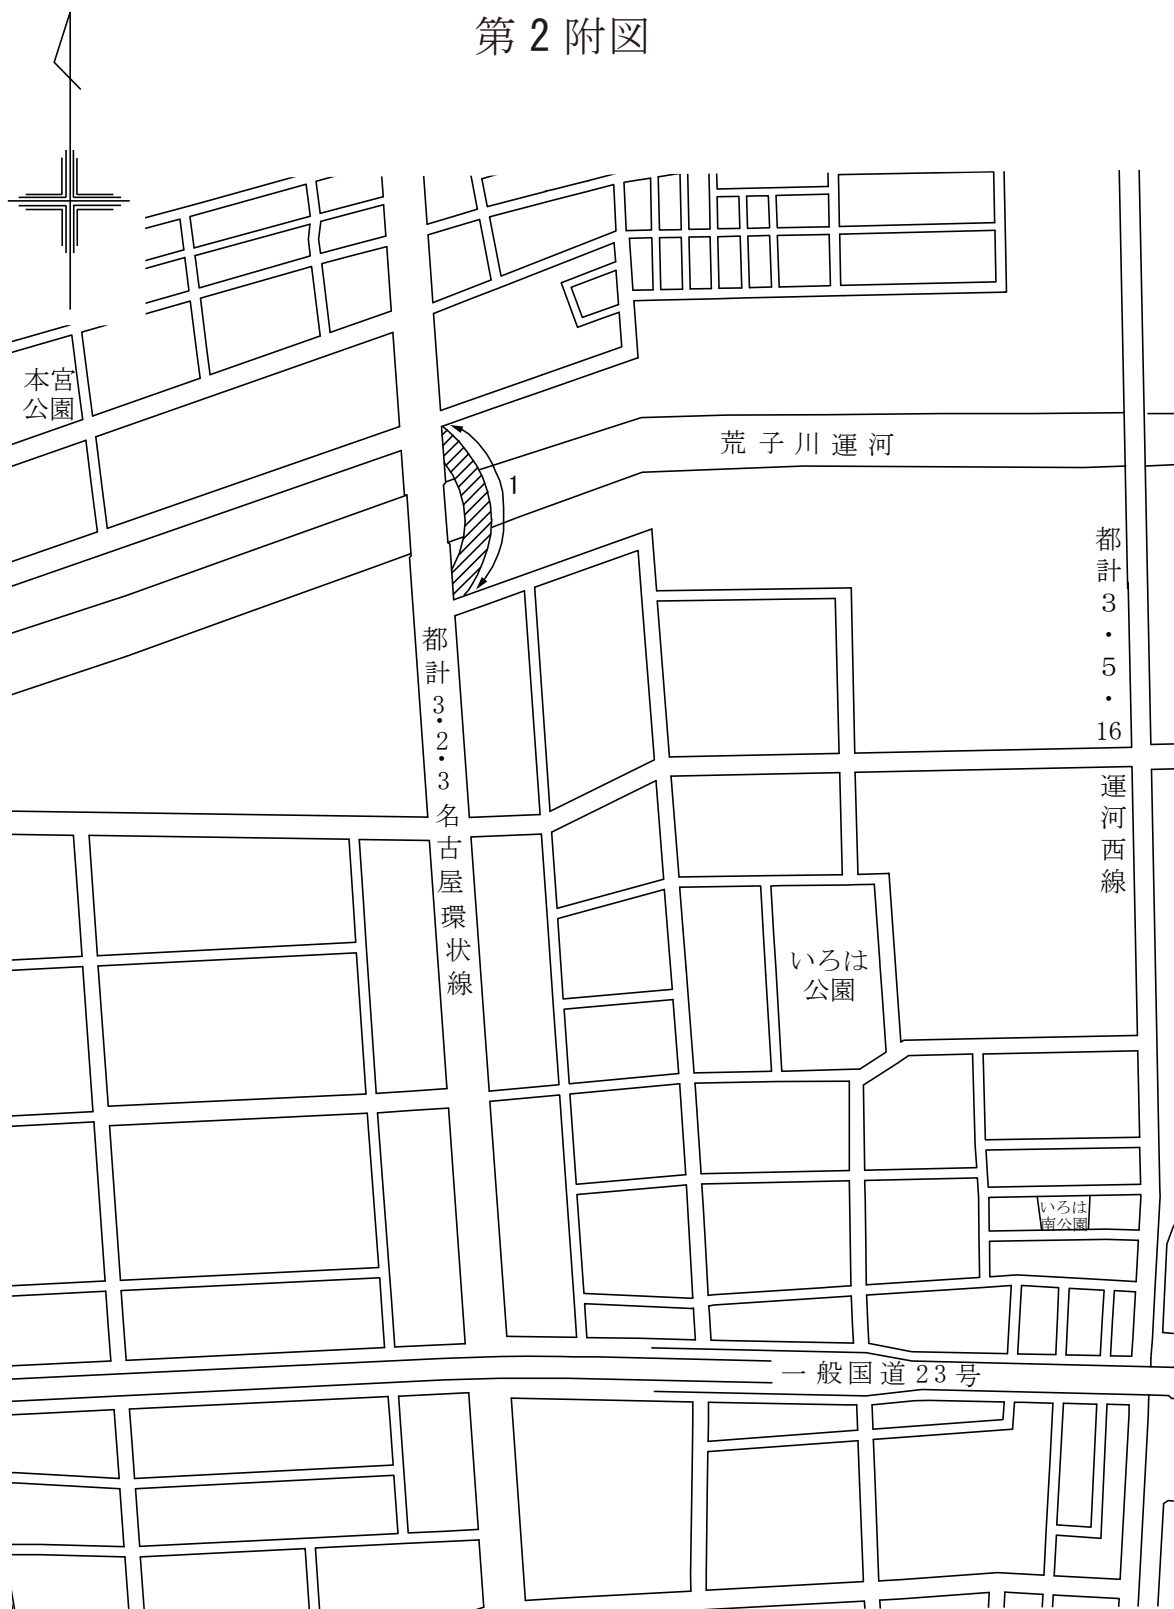 第2附図
本宮
公園
荒子川運河
1
都計3・5・16
運河西線
都計3・2・3名古屋環状線
いろは
公園
いろは
南公園
一般国道23号